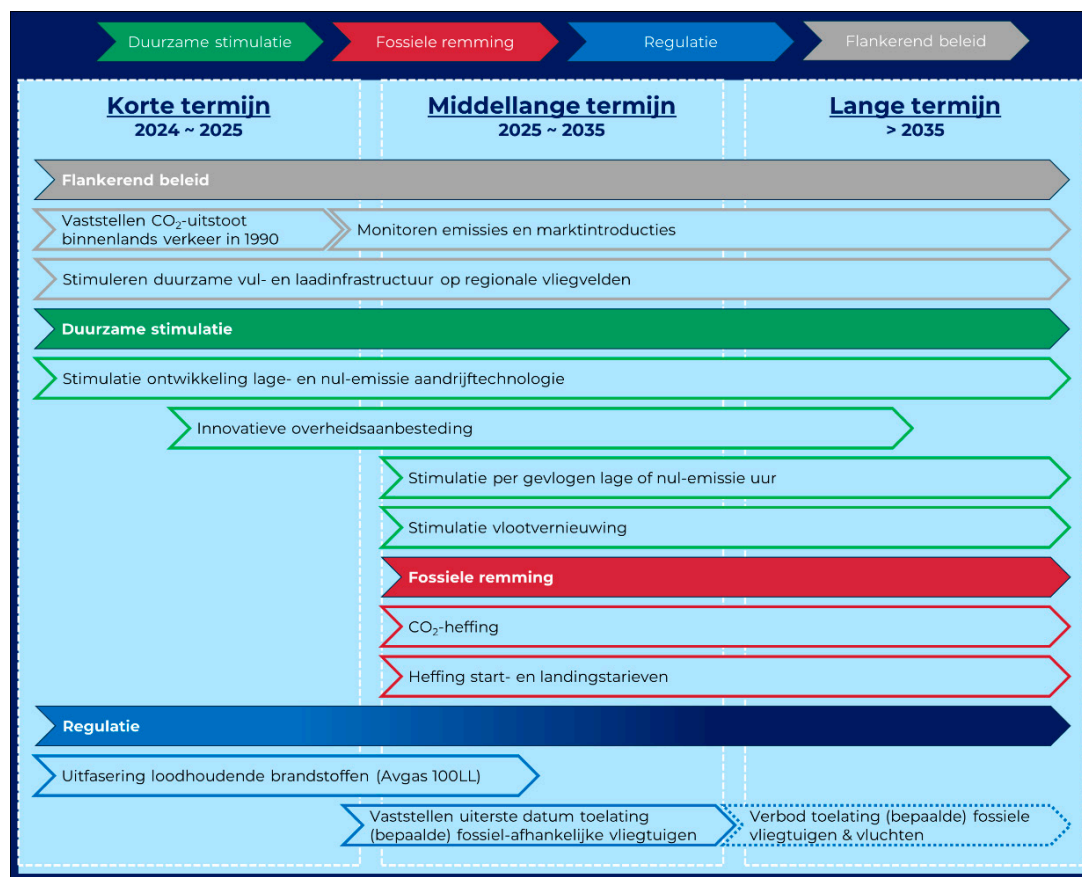 Duurzame stimulatie
Fossiele remming
Regulatie
Flankerend beleid
Korte termijn
2024 ~ 2025
Middellange termijn
2025 ~ 2035
Lange termijn
> 2035
Flankerend beleid
Vaststellen CO₂-uitstoot
binnenlands verkeer in 1990
Monitoren emissies en marktintroducties
Stimuleren duurzame vul- en laadinfrastructuur op regionale vliegvelden
Duurzame stimulatie
Stimulatie ontwikkeling lage- en nul-emissie aandrijftechnologie
Innovatieve overheidsaanbesteding
Stimulatie per gevlogen lage of nul-emissie uur
Stimulatie vlootvernieuwing
Fossiele remming
CO₂-heffing
Heffing start- en landingstarieven
Regulatie
Uitfasering loodhoudende brandstoffen (Avgas 100LL)
Vaststellen uiterste datum toelating
(bepaalde) fossiel-afhankelijke vliegtuigen
Verbod toelating (bepaalde) fossiele
vliegtuigen & vluchten